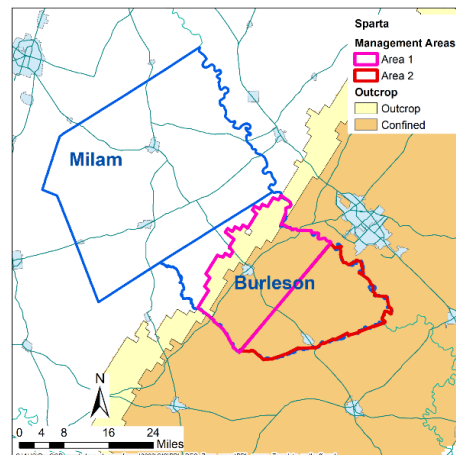 Sparta
Management Areas
Area 1
Area 2
Outcrop
Outcrop
Confined
Milam
Burleson
N
0 4 8 16 24
Miles